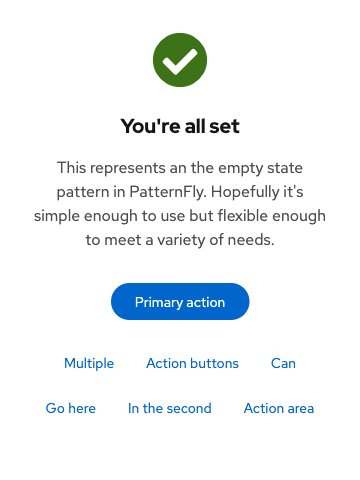 You're all set
This represents an the empty state
pattern in PatternFly. Hopefully it's
simple enough to use but flexible enough
to meet a variety of needs.
Primary action
Multiple Action buttons Can
Go here In the second Action area